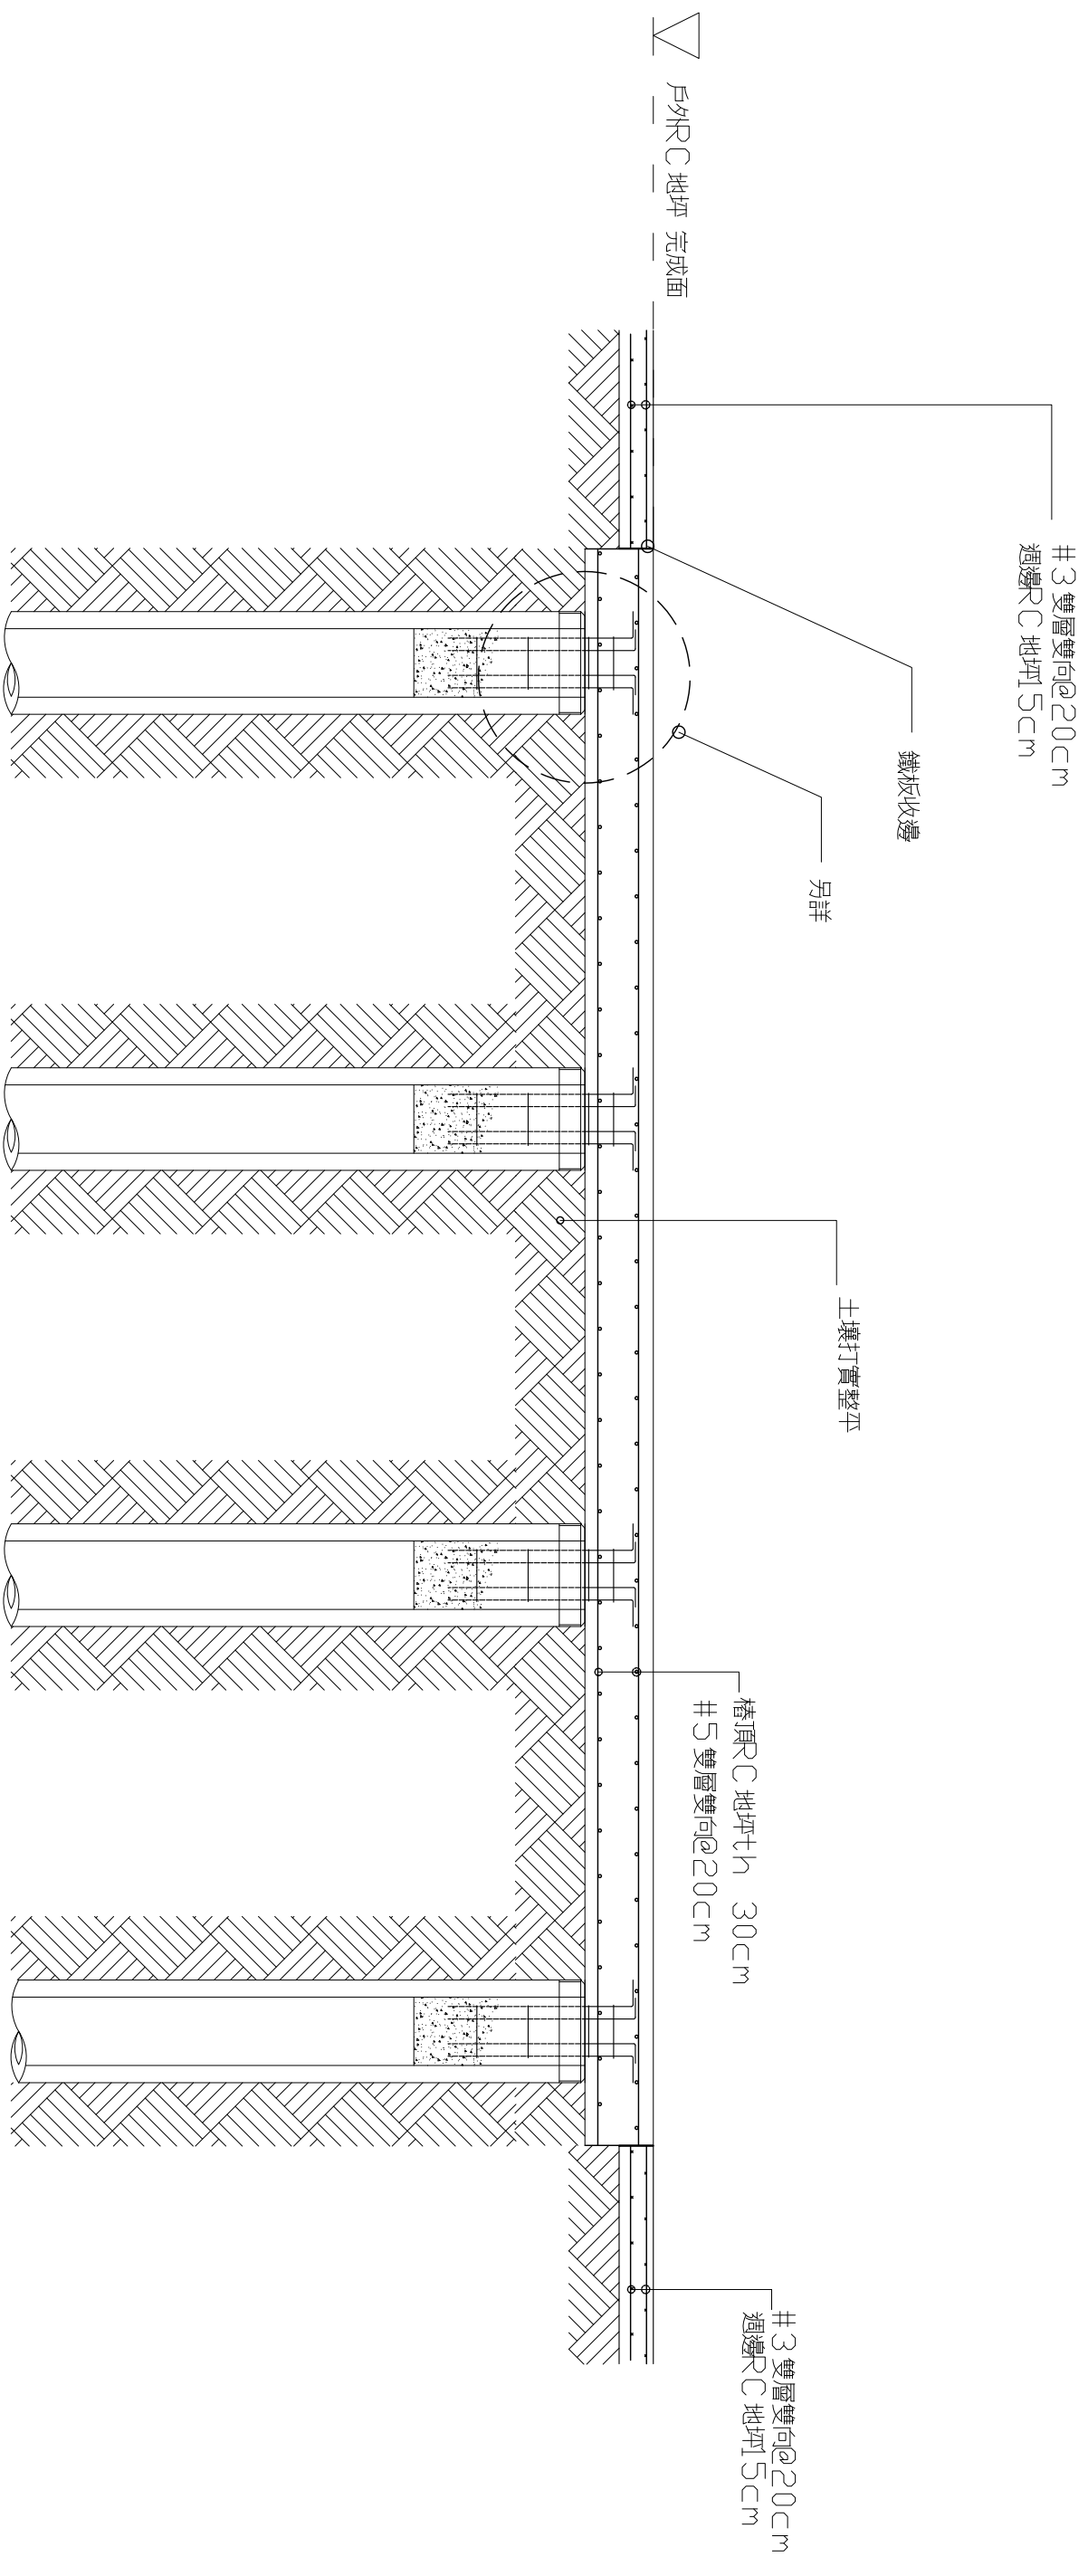 戶外RC 地坪 完成面
#3 雙層雙向@20cm
週邊RC 地坪15cm
鐵板收邊
另詳
土壤打實整平
樁頂RC 地坪th 30cm
#5 雙層雙向@20cm
#3 雙層雙向@20cm
週邊RC 地坪15cm